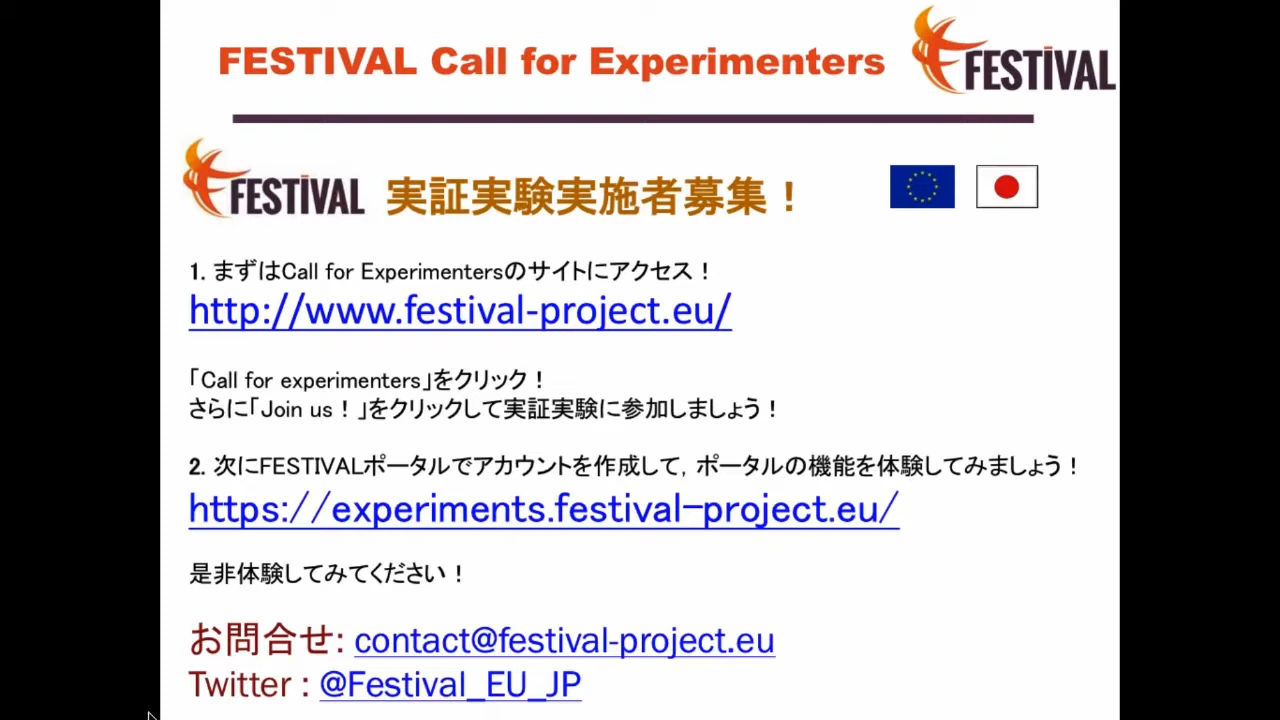 FESTIVAL Call for Experimenters
FESTIVAL
FESTIVAL 実証実験実施者募集！
1. まずはCall for Experimentersのサイトにアクセス！
http://www.festival-project.eu/
「Call for experimenters」をクリック！
さらに「Join us！」をクリックして実証実験に参加しましょう！
2. 次にFESTIVALポータルでアカウントを作成して，ポータルの機能を体験してみましょう！
https://experiments.festival-project.eu/
是非体験してみてください！
お問合せ: contact@festival-project.eu
Twitter : @Festival_EU_JP